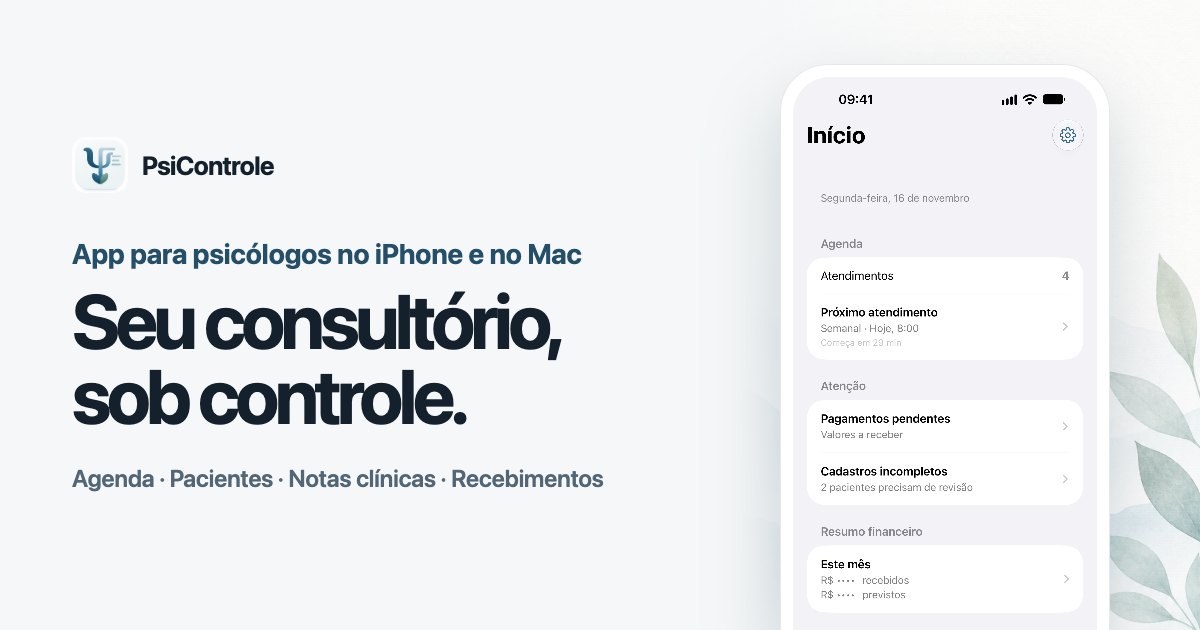 PsiControle
App para psicólogos no iPhone e no Mac
Seu consultório,
sob controle.
Agenda · Pacientes · Notas clínicas · Recebimentos
09:41
Início
Segunda-feira, 16 de novembro
Agenda
Atendimentos 4
Próximo atendimento
Semanal · Hoje, 8:00
Começa em 29 min
Atenção
Pagamentos pendentes
Valores a receber
Cadastros incompletos
2 pacientes precisam de revisão
Resumo financeiro
Este mês
R$ •••• recebidos
R$ •••• previstos